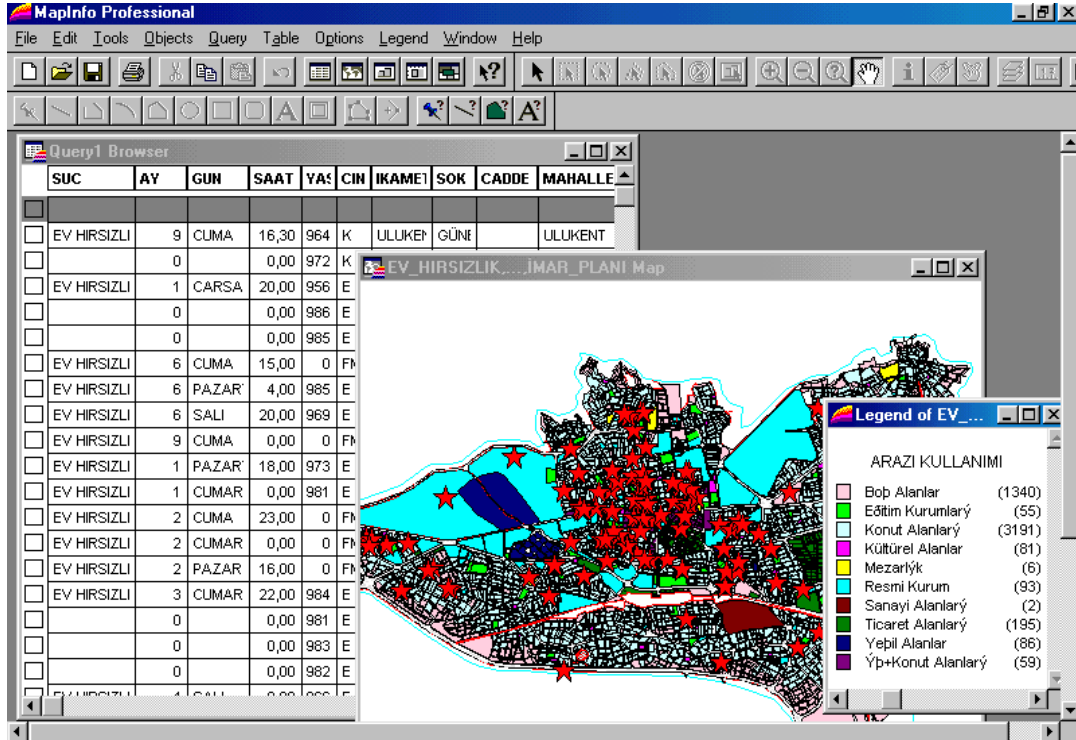 MapInfo Professional
File Edit Tools Objects Query Table Options Legend Window Help
Query1 Browser
SUC AY GUN SAAT YAŞ CIN IKAMET SOK CADDE MAHALLE
EV HIRSIZLI 9 CUMA 16,30 964 K ULUKEN GÜNE ULUKENT
0 0,00 972 K
EV HIRSIZLI 1 CARSA 20,00 956 E
0 0,00 986 E
0 0,00 985 E
EV HIRSIZLI 6 CUMA 15,00 0 FM
EV HIRSIZLI 6 PAZAR 4,00 985 E
EV HIRSIZLI 6 SALI 20,00 969 E
EV HIRSIZLI 9 CUMA 0,00 0 FM
EV HIRSIZLI 1 PAZAR 18,00 973 E
EV HIRSIZLI 1 CUMAR 0,00 981 E
EV HIRSIZLI 2 CUMA 23,00 0 FM
EV HIRSIZLI 2 CUMAR 0,00 0 FM
EV HIRSIZLI 2 PAZAR 16,00 0 FM
EV HIRSIZLI 3 CUMAR 22,00 984 E
0 0,00 981 E
0 0,00 983 E
0 0,00 982 E
EV_HIRSIZLIK,...,İMAR_PLANI Map
Legend of EV_...
ARAZI KULLANIMI
Boþ Alanlar (1340)
Eðitim Kurumlarý (55)
Konut Alanlarý (3191)
Kültürel Alanlar (81)
Mezarlýk (6)
Resmi Kurum (93)
Sanayi Alanlarý (2)
Ticaret Alanlarý (195)
Yeþil Alanlar (86)
Ýþ+Konut Alanlarý (59)